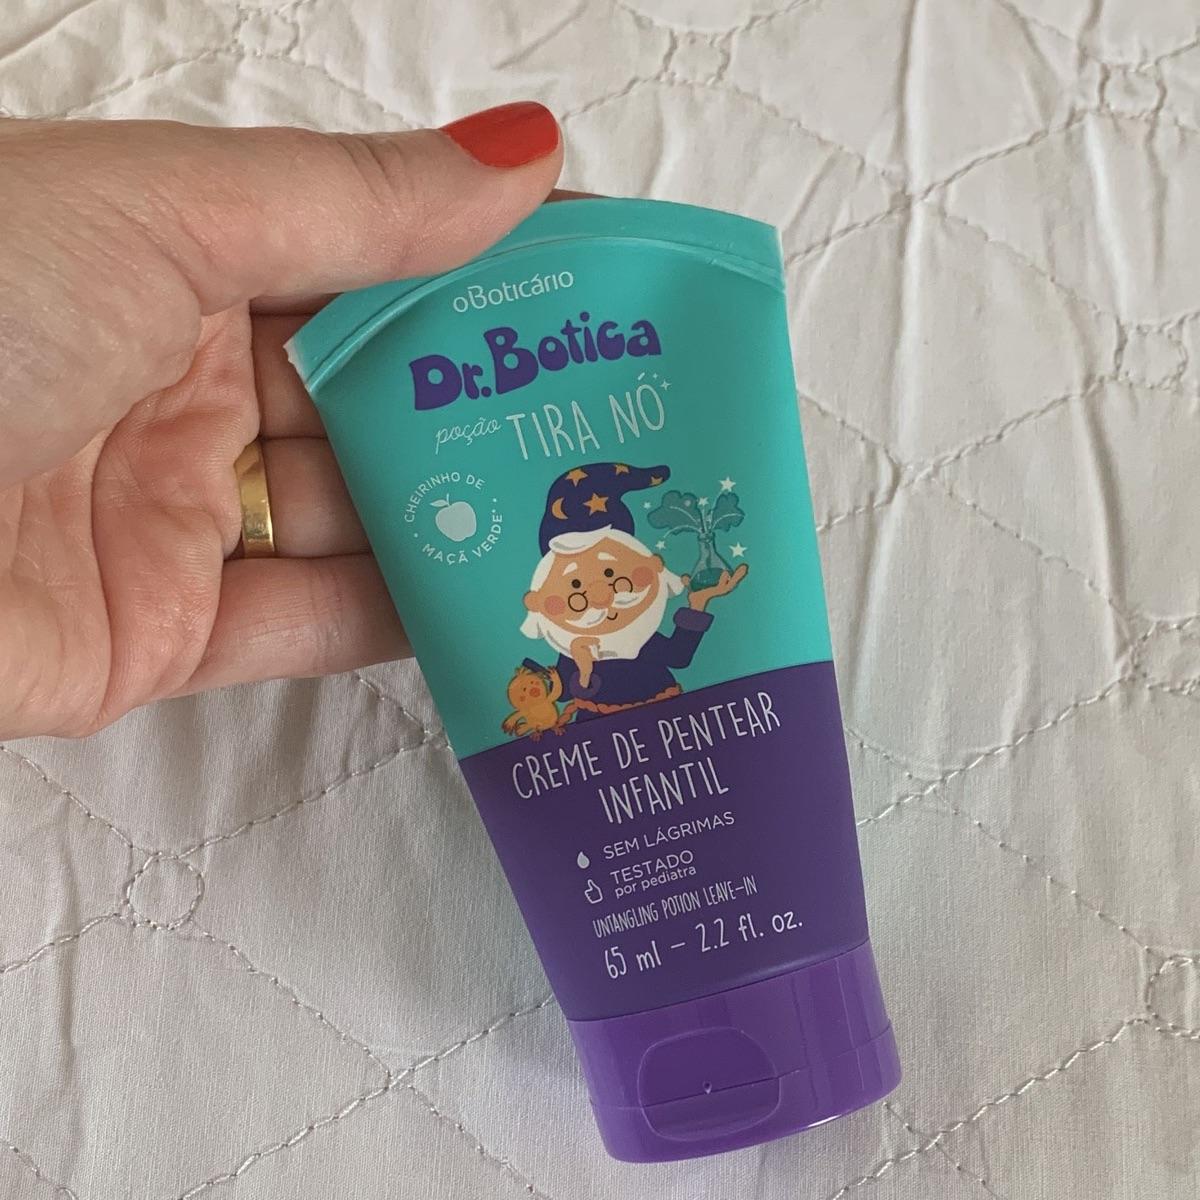 oBoticário
Dr. Botica
poção TIRA NÓ
CHEIRINHO DE
MAÇÃ VERDE
CREME DE PENTEAR
INFANTIL
SEM LÁGRIMAS
TESTADO
por pediatra
UNTANGLING POTION LEAVE-IN
65 ml - 2.2 fl. oz.